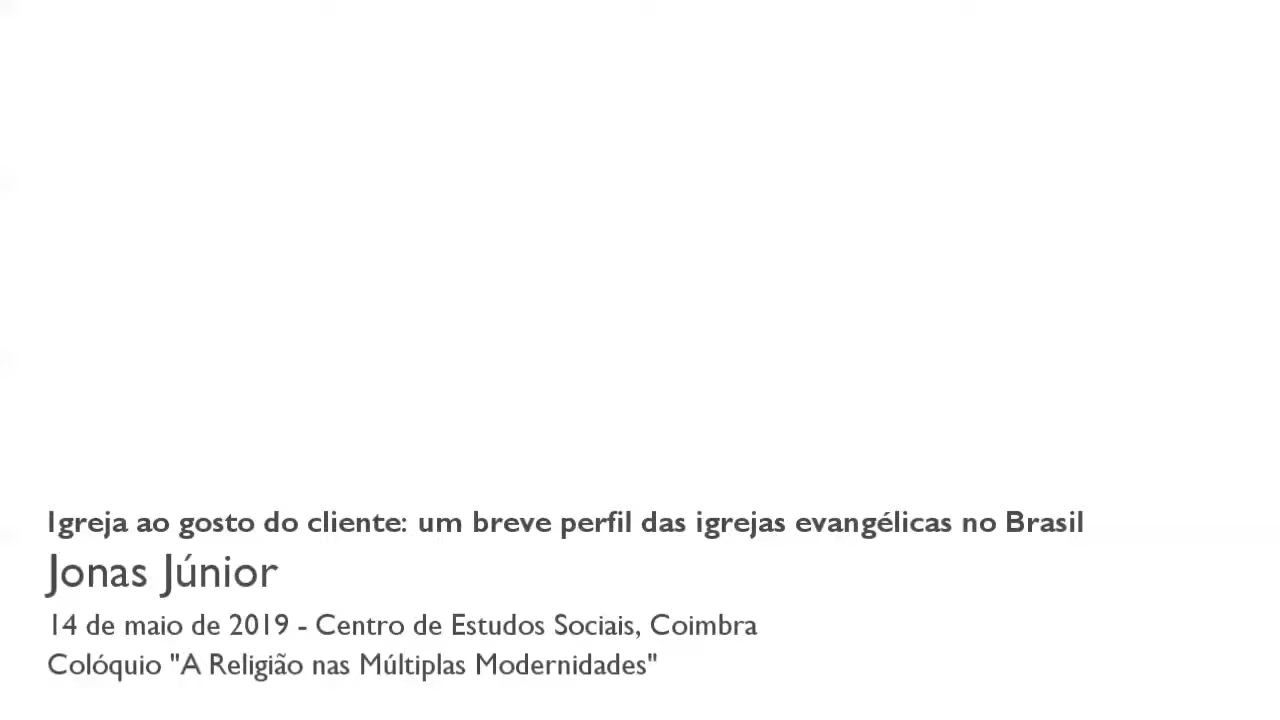 Igreja ao gosto do cliente: um breve perfil das igrejas evangélicas no Brasil
Jonas Júnior
14 de maio de 2019 - Centro de Estudos Sociais, Coimbra
Colóquio "A Religião nas Múltiplas Modernidades"